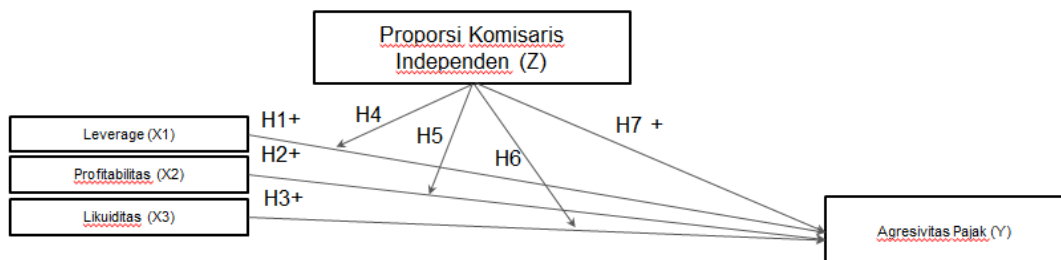 Proporsi Komisaris
Independen (Z)
H4
H1+
H7 +
Leverage (X1)
H5
H2+
H6
Profitabilitas (X2)
H3+
Likuiditas (X3)
Agresivitas Pajak (Y)